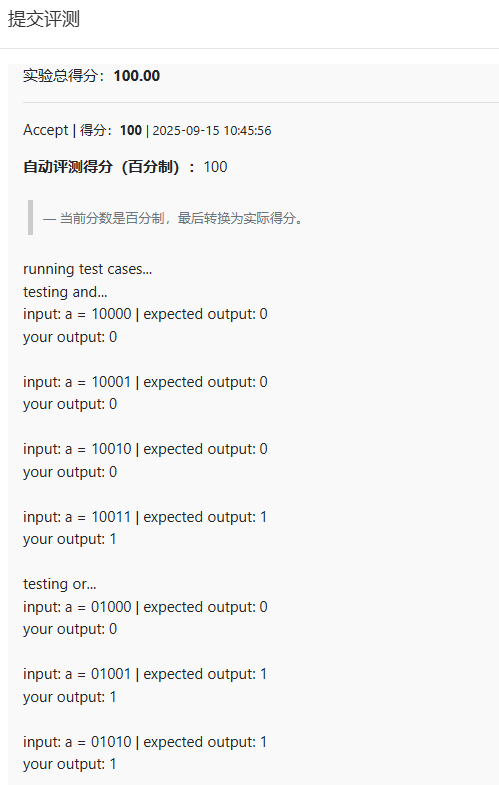 提交评测
实验总得分：100.00
Accept | 得分：100 | 2025-09-15 10:45:56
自动评测得分（百分制）：100
— 当前分数是百分制，最后转换为实际得分。
running test cases...
testing and...
input: a = 10000 | expected output: 0
your output: 0
input: a = 10001 | expected output: 0
your output: 0
input: a = 10010 | expected output: 0
your output: 0
input: a = 10011 | expected output: 1
your output: 1
testing or...
input: a = 01000 | expected output: 0
your output: 0
input: a = 01001 | expected output: 1
your output: 1
input: a = 01010 | expected output: 1
your output: 1